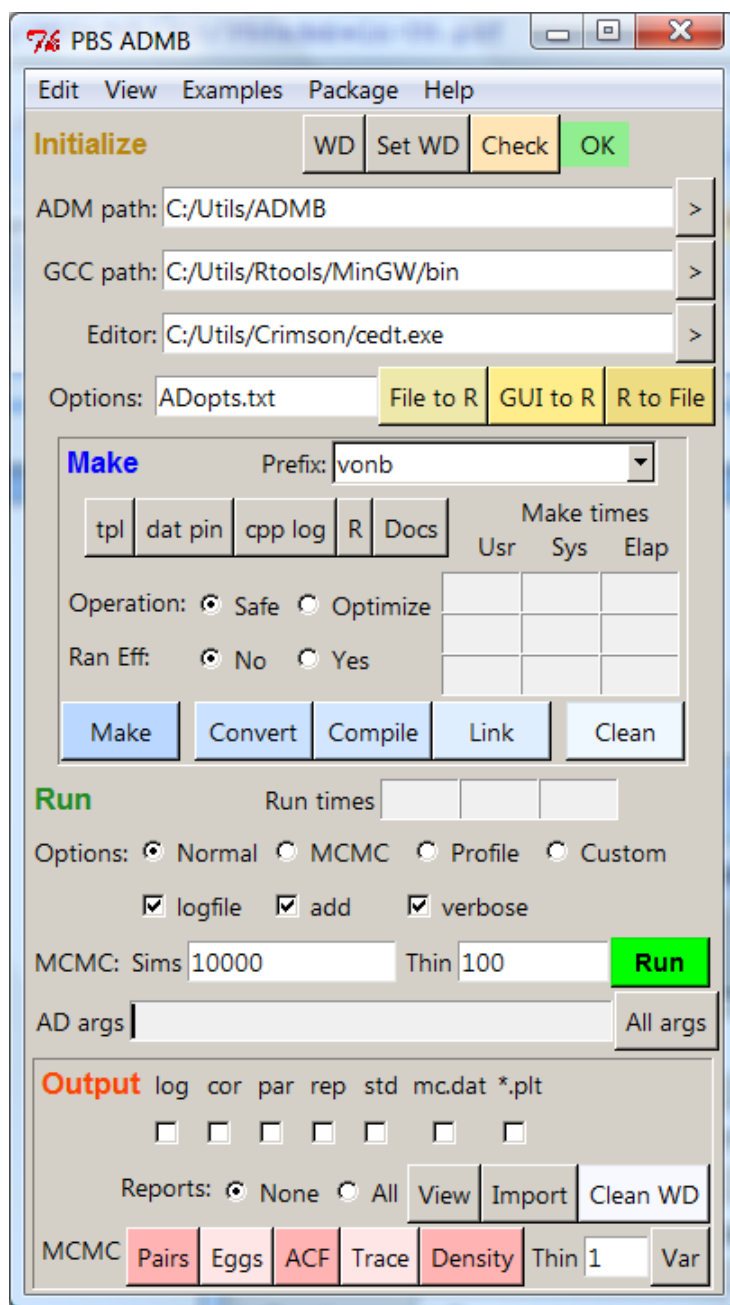 PBS ADMB
Edit View Examples Package Help
Initialize WD Set WD Check OK
ADM path: C:/Utils/ADMB >
GCC path: C:/Utils/Rtools/MinGW/bin >
Editor: C:/Utils/Crimson/cedt.exe >
Options: ADopts.txt File to R GUI to R R to File
Make Prefix: vonb
tpl dat pin cpp log R Docs Make times
Usr Sys Elap
Operation: Safe Optimize
Ran Eff: No Yes
Make Convert Compile Link Clean
Run Run times
Options: Normal MCMC Profile Custom
logfile add verbose
MCMC: Sims 10000 Thin 100 Run
AD args All args
Output log cor par rep std mc.dat *.plt
Reports: None All View Import Clean WD
MCMC Pairs Eggs ACF Trace Density Thin 1 Var